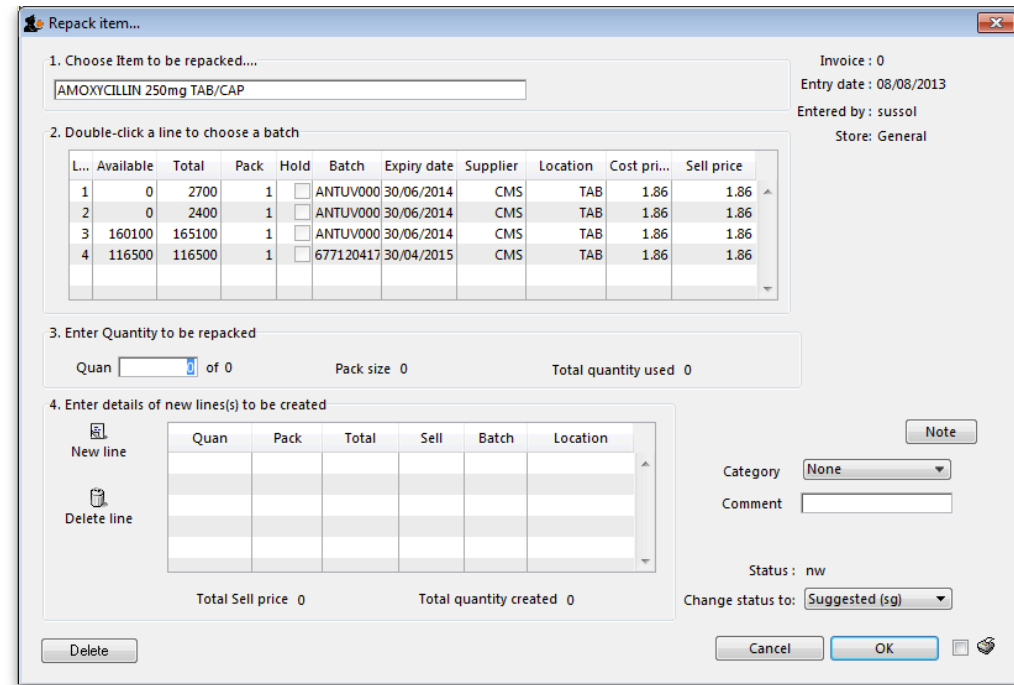 Repack item...
1. Choose Item to be repacked....
AMOXYCILLIN 250mg TAB/CAP
Invoice : 0
Entry date : 08/08/2013
Entered by : sussol
Store: General
2. Double-click a line to choose a batch
L... Available Total Pack Hold Batch Expiry date Supplier Location Cost pri... Sell price
1 0 2700 1 ANTUV000 30/06/2014 CMS TAB 1.86 1.86
2 0 2400 1 ANTUV000 30/06/2014 CMS TAB 1.86 1.86
3 160100 165100 1 ANTUV000 30/06/2014 CMS TAB 1.86 1.86
4 116500 116500 1 677120417 30/04/2015 CMS TAB 1.86 1.86
3. Enter Quantity to be repacked
Quan 0 of 0 Pack size 0 Total quantity used 0
4. Enter details of new lines(s) to be created
New line
Delete line
Quan Pack Total Sell Batch Location
Total Sell price 0 Total quantity created 0
Note
Category None
Comment
Status : nw
Change status to: Suggested (sg)
Delete Cancel OK